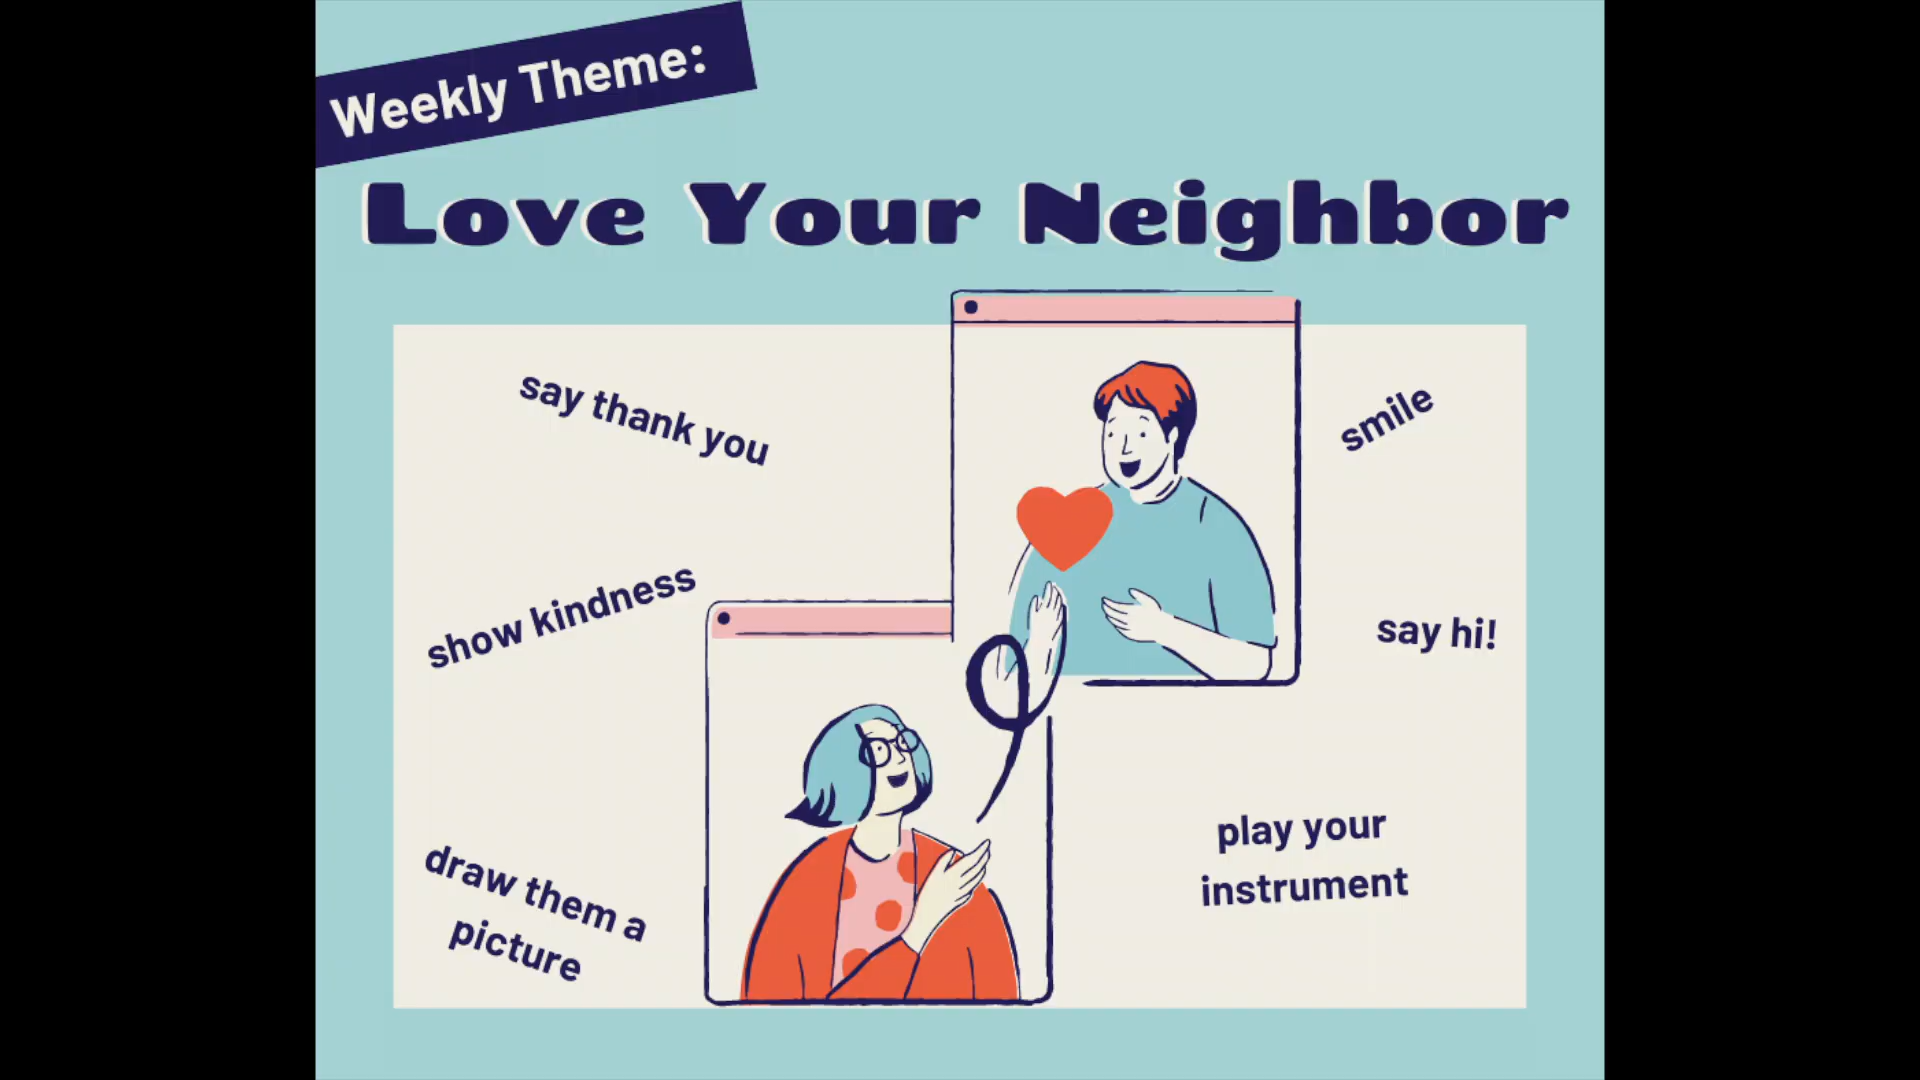 Weekly Theme:
Love Your Neighbor
say thank you
smile
show kindness
say hi!
draw them a
picture
play your
instrument